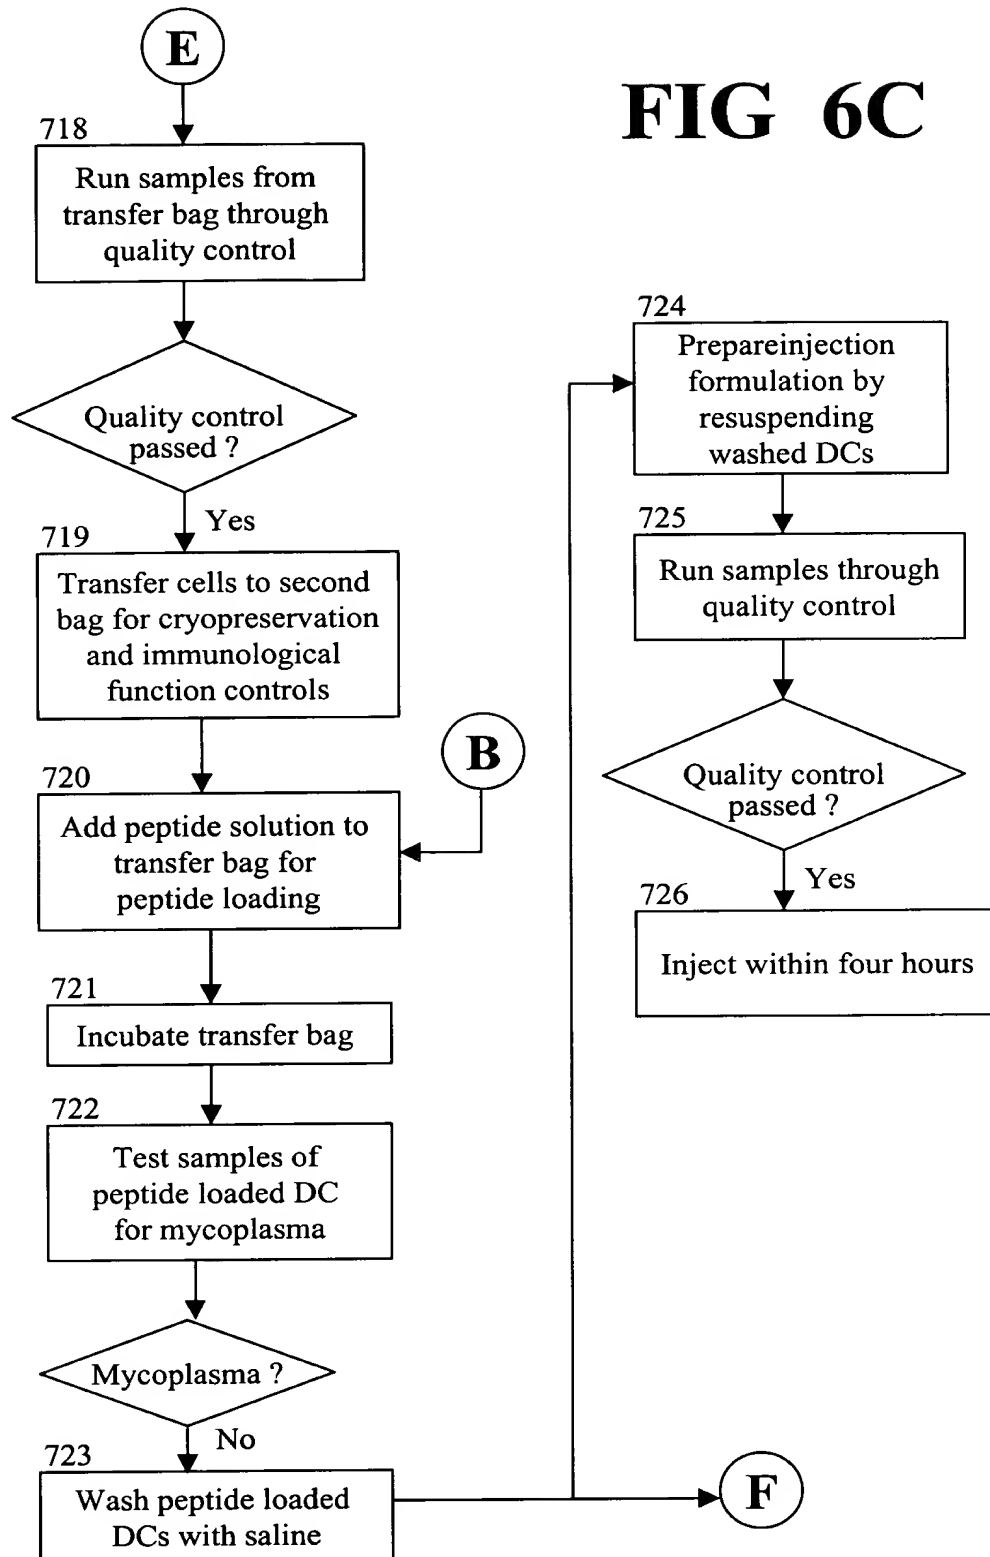 E
FIG 6C
718
Run samples from
transfer bag through
quality control
Quality control
passed ?
Yes
719
Transfer cells to second
bag for cryopreservation
and immunological
function controls
B
720
Add peptide solution to
transfer bag for
peptide loading
721
Incubate transfer bag
722
Test samples of
peptide loaded DC
for mycoplasma
Mycoplasma ?
No
723
Wash peptide loaded
DCs with saline
F
724
Prepareinjection
formulation by
resuspending
washed DCs
725
Run samples through
quality control
Quality control
passed ?
Yes
726
Inject within four hours